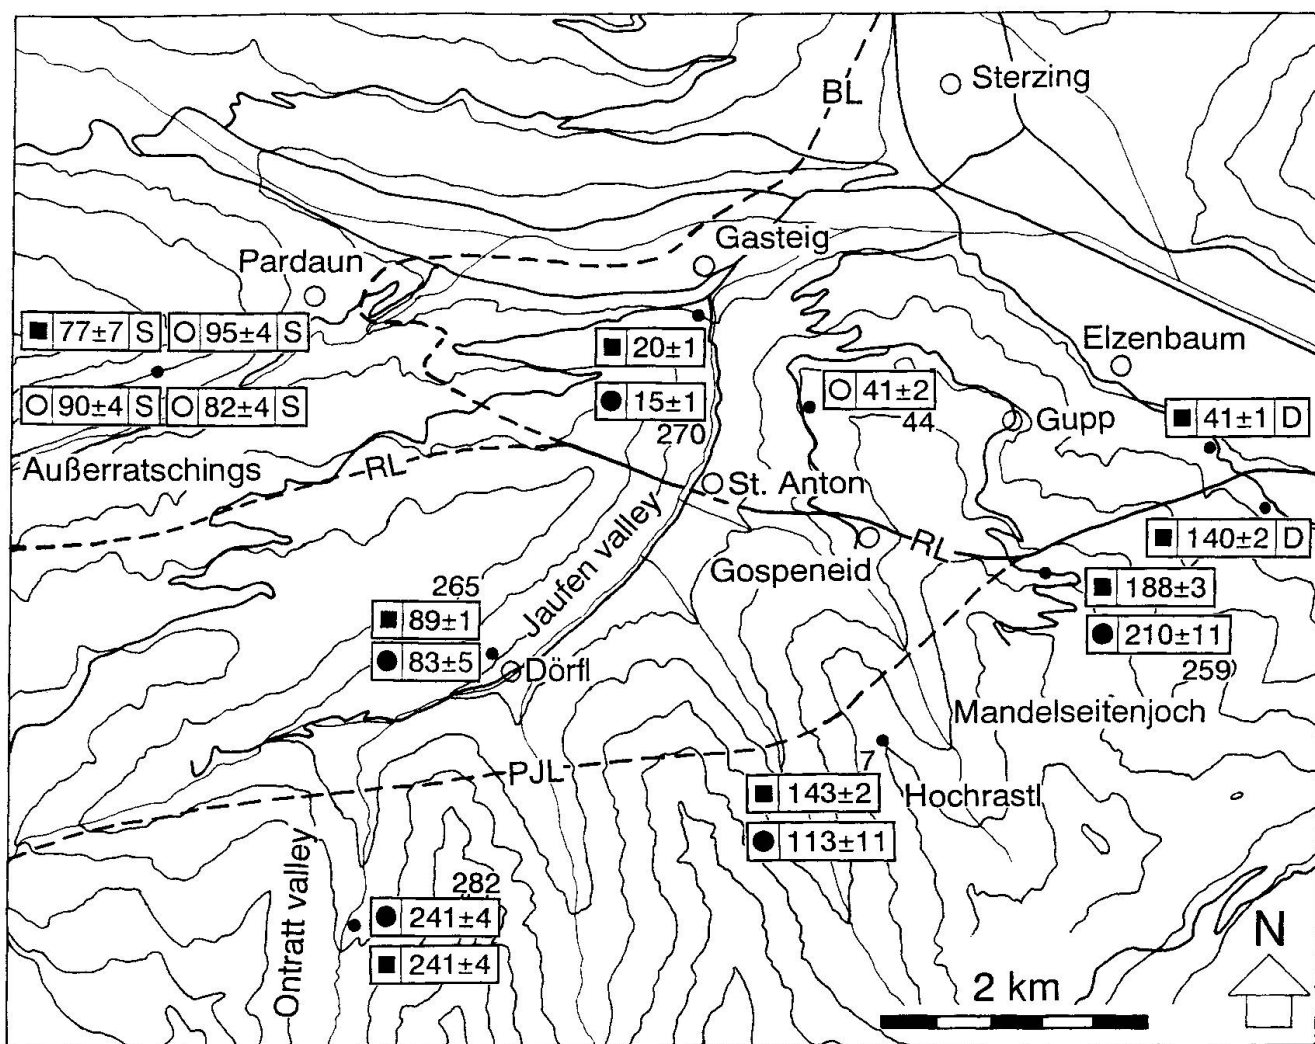 Sterzing
BL
Gasteig
Pardaun
77±7 S
95±4 S
20±1
Elzenbaum
90±4 S
82±4 S
15±1
41±2
41±1 D
270
44
Gupp
Außerratschings
RL
St. Anton
Jaufen valley
RL
140±2 D
Gospeneid
265
188±3
89±1
210±11
83±5
Dörfl
259
Mandelseitenjoch
PJL
7
143±2
Hochrastl
113±11
Ontratt valley
282
241±4
241±4
N
2 km